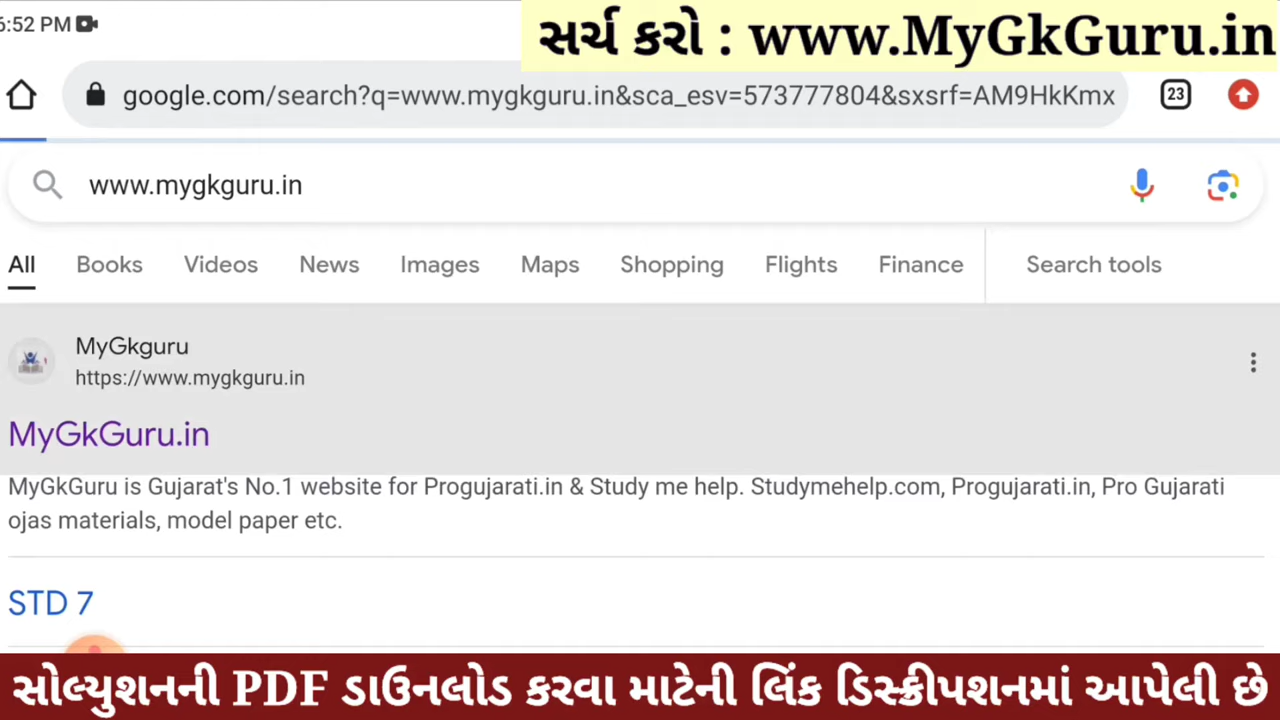 6:52 PM
સર્ચ કરો : www.MyGkGuru.in
google.com/search?q=www.mygkguru.in&sca_esv=573777804&sxsrf=AM9HkKmx
23
www.mygkguru.in
All Books Videos News Images Maps Shopping Flights Finance Search tools
MyGkguru
https://www.mygkguru.in
MyGkGuru.in
MyGkGuru is Gujarat's No.1 website for Progujarati.in & Study me help. Studymehelp.com, Progujarati.in, Pro Gujarati
ojas materials, model paper etc.
STD 7
સોલ્યુશનની PDF ડાઉનલોડ કરવા માટેની લિંક ડિસ્ક્રીપશનમાં આપેલી છે